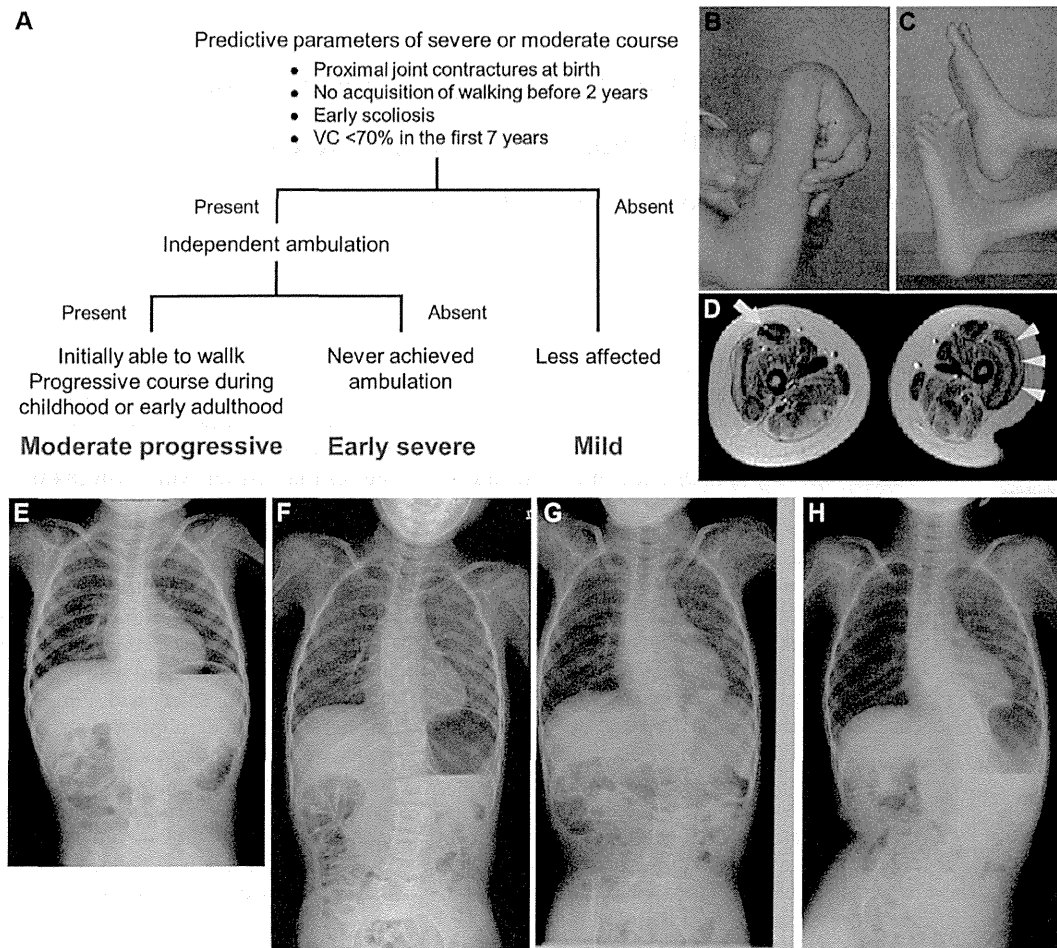 A
Predictive parameters of severe or moderate course
• Proximal joint contractures at birth
• No acquisition of walking before 2 years
• Early scoliosis
• VC <70% in the first 7 years
Present
Absent
Independent ambulation
Present
Absent
Initially able to wallk
Progressive course during
childhood or early adulthood
Never achieved
ambulation
Less affected
Moderate progressive
Early severe
Mild
B
C
D
E
F
G
H